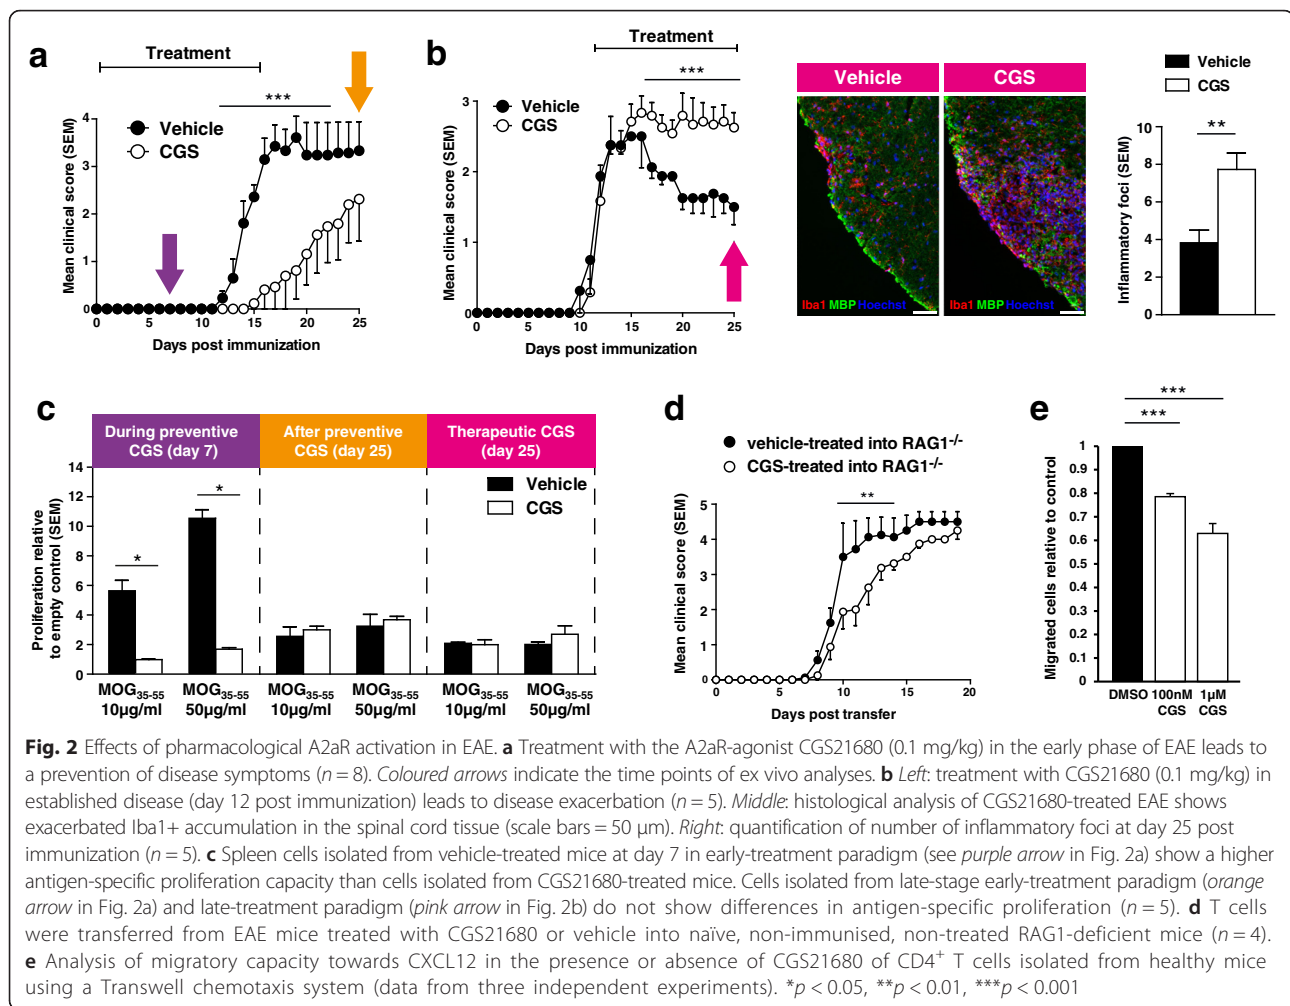 a
Treatment
***
Mean clinical score (SEM)
Vehicle
CGS
4
3
2
1
0
0 5 10 15 20 25
Days post immunization
b
Treatment
***
Mean clinical score (SEM)
Vehicle
CGS
3
2
1
0
0 5 10 15 20 25
Days post immunization
Vehicle CGS
Iba1 MBP Hoechst
Iba1 MBP Hoechst
Vehicle
CGS
**
Inflammatory foci (SEM)
10
8
6
4
2
0
c
During preventive CGS (day 7)
After preventive CGS (day 25)
Therapeutic CGS (day 25)
Proliferation relative to empty control (SEM)
14
12
10
8
6
4
2
0
*
*
Vehicle
CGS
MOG35-55 10µg/ml
MOG35-55 50µg/ml
MOG35-55 10µg/ml
MOG35-55 50µg/ml
MOG35-55 10µg/ml
MOG35-55 50µg/ml
d
vehicle-treated into RAG1-/-
CGS-treated into RAG1-/-
**
Mean clinical score (SEM)
5
4
3
2
1
0
0 5 10 15 20
Days post transfer
e
***
***
Migrated cells relative to control
1
0.9
0.8
0.7
0.6
0.5
0.4
0.3
0.2
0.1
0
DMSO 100nM CGS 1µM CGS
Fig. 2 Effects of pharmacological A2aR activation in EAE. a Treatment with the A2aR-agonist CGS21680 (0.1 mg/kg) in the early phase of EAE leads to
a prevention of disease symptoms (n = 8). Coloured arrows indicate the time points of ex vivo analyses. b Left: treatment with CGS21680 (0.1 mg/kg) in
established disease (day 12 post immunization) leads to disease exacerbation (n = 5). Middle: histological analysis of CGS21680-treated EAE shows
exacerbated Iba1+ accumulation in the spinal cord tissue (scale bars = 50 μm). Right: quantification of number of inflammatory foci at day 25 post
immunization (n = 5). c Spleen cells isolated from vehicle-treated mice at day 7 in early-treatment paradigm (see purple arrow in Fig. 2a) show a higher
antigen-specific proliferation capacity than cells isolated from CGS21680-treated mice. Cells isolated from late-stage early-treatment paradigm (orange
arrow in Fig. 2a) and late-treatment paradigm (pink arrow in Fig. 2b) do not show differences in antigen-specific proliferation (n = 5). d T cells
were transferred from EAE mice treated with CGS21680 or vehicle into naïve, non-immunised, non-treated RAG1-deficient mice (n = 4).
e Analysis of migratory capacity towards CXCL12 in the presence or absence of CGS21680 of CD4+ T cells isolated from healthy mice
using a Transwell chemotaxis system (data from three independent experiments). *p < 0.05, **p < 0.01, ***p < 0.001